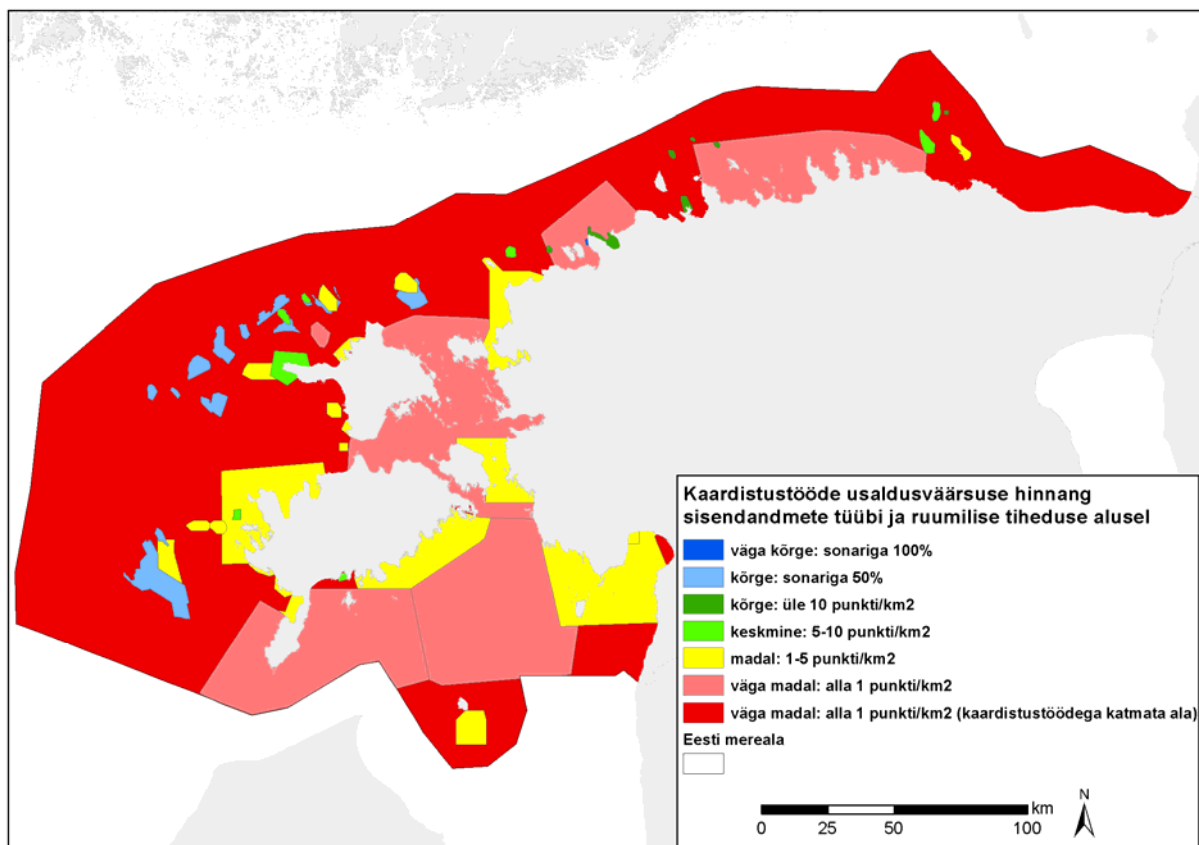 Kaardistustööde usaldusväärsuse hinnang
sisendandmete tüübi ja ruumilise tiheduse alusel
väga kõrge: sonariga 100%
kõrge: sonariga 50%
kõrge: üle 10 punkti/km2
keskmine: 5-10 punkti/km2
madal: 1-5 punkti/km2
väga madal: alla 1 punkti/km2
väga madal: alla 1 punkti/km2 (kaardistustöödega katmata ala)
Eesti mereala
km
0 25 50 100
N